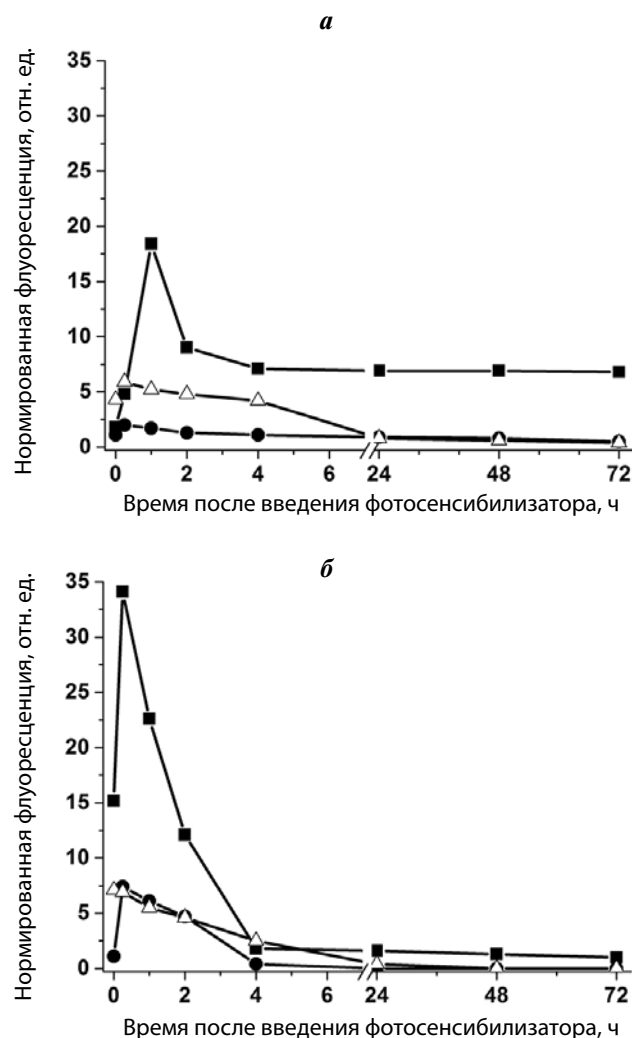 а
Нормированная флуоресценция, отн. ед.
35
30
25
20
15
10
5
0
0 2 4 6 24 48 72
Время после введения фотосенсибилизатора, ч
б
Нормированная флуоресценция, отн. ед.
35
30
25
20
15
10
5
0
0 2 4 6 24 48 72
Время после введения фотосенсибилизатора, ч